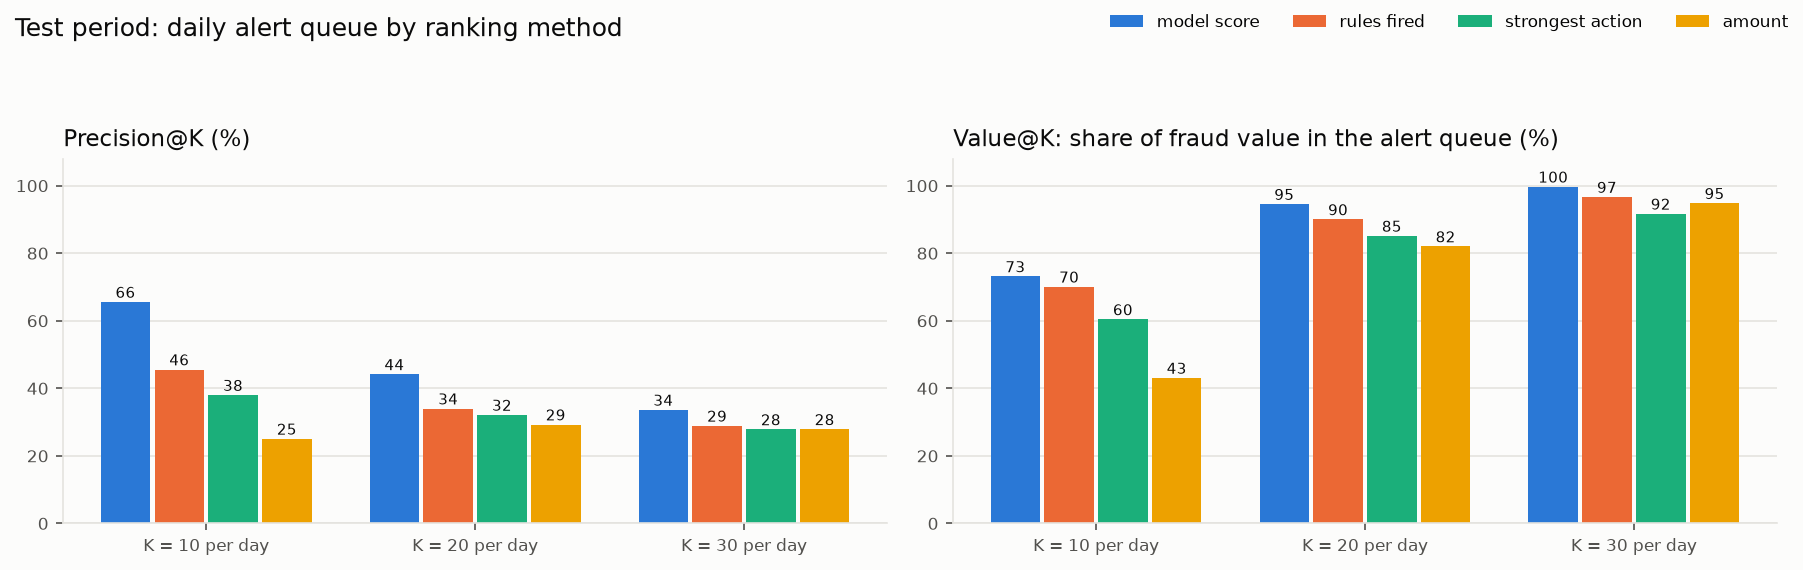 Test period: daily alert queue by ranking method
model score
rules fired
strongest action
amount
Precision@K (%)
100
80
60
40
20
0
66
46
38
25
44
34
32
29
34
29
28
28
K = 10 per day
K = 20 per day
K = 30 per day
Value@K: share of fraud value in the alert queue (%)
100
80
60
40
20
0
73
70
60
43
95
90
85
82
100
97
92
95
K = 10 per day
K = 20 per day
K = 30 per day